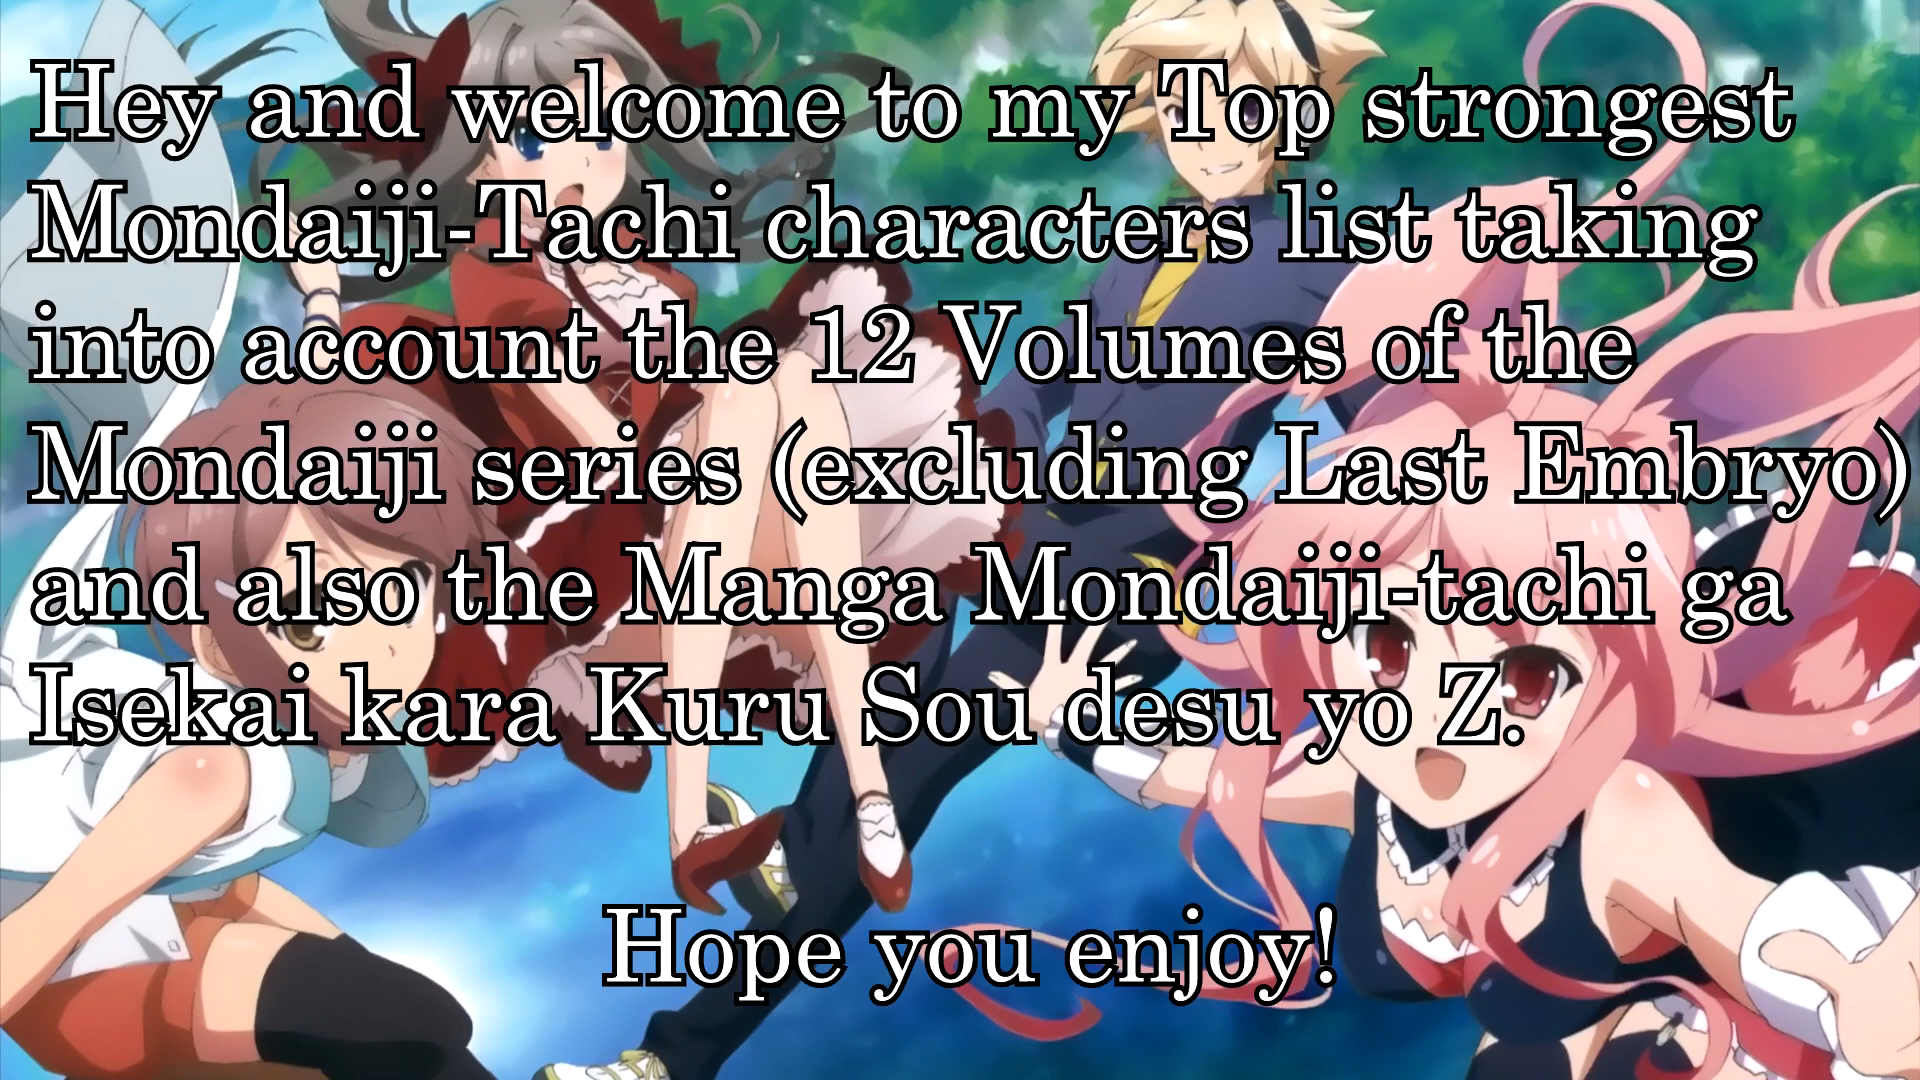 Hey and welcome to my Top strongest
Mondaiji-Tachi characters list taking
into account the 12 Volumes of the
Mondaiji series (excluding Last Embryo)
and also the Manga Mondaiji-tachi ga
Isekai kara Kuru Sou desu yo Z.
Hope you enjoy!